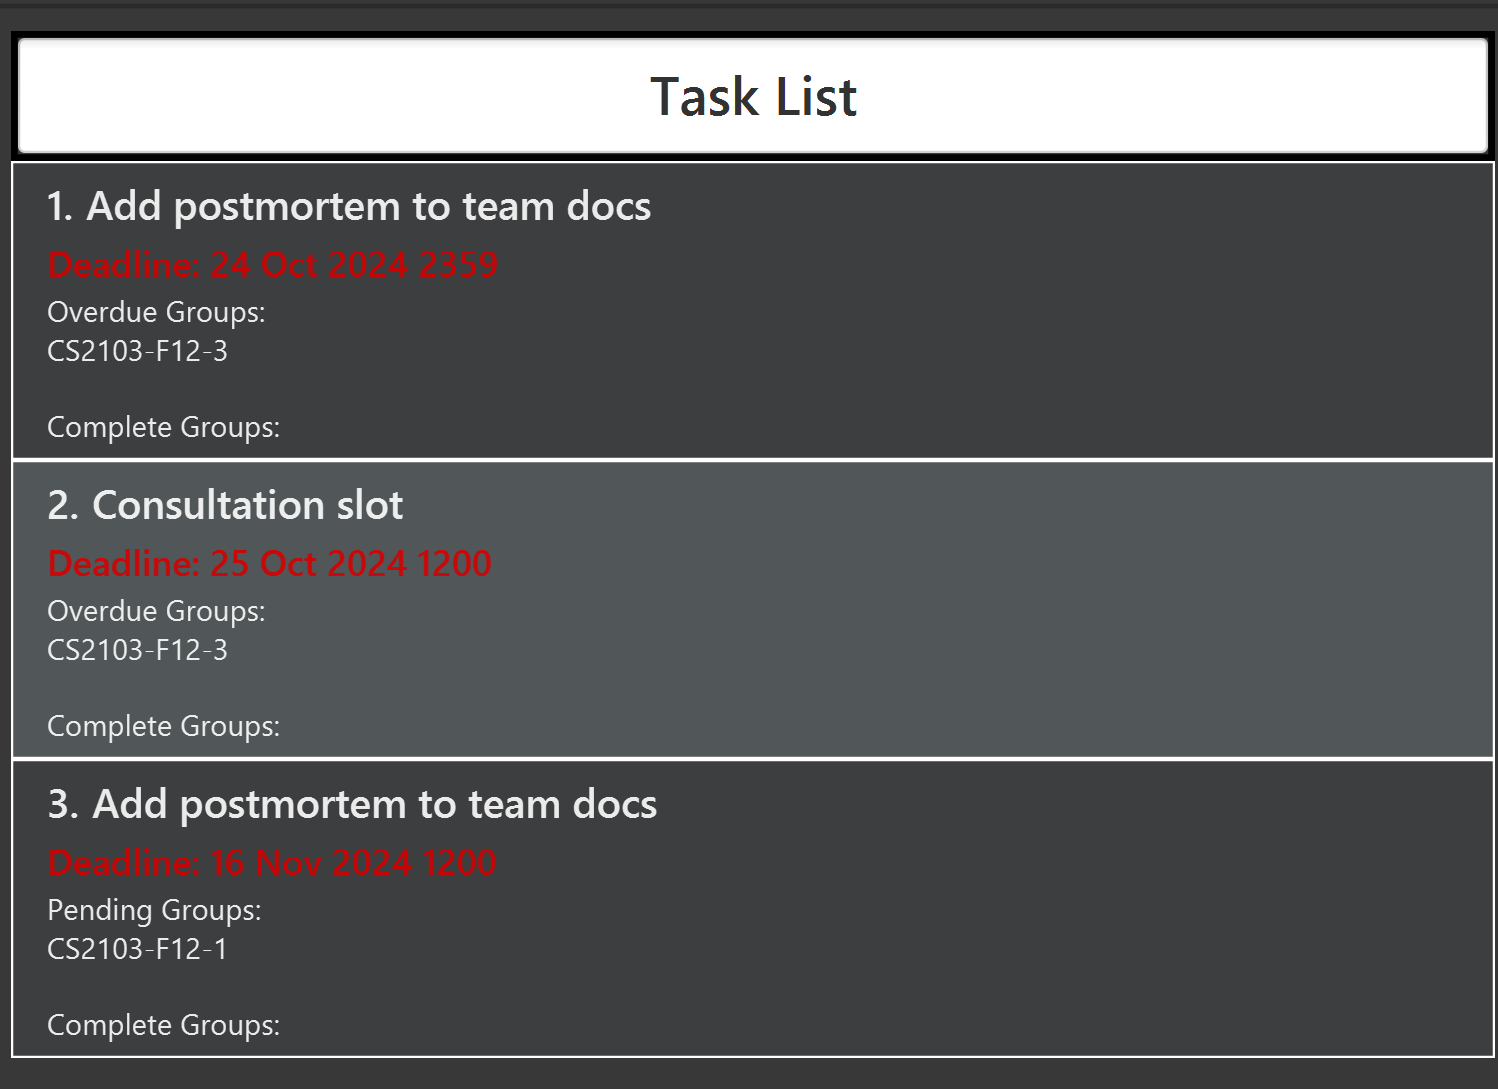 Task List
1. Add postmortem to team docs
Deadline: 24 Oct 2024 2359
Overdue Groups:
CS2103-F12-3
Complete Groups:
2. Consultation slot
Deadline: 25 Oct 2024 1200
Overdue Groups:
CS2103-F12-3
Complete Groups:
3. Add postmortem to team docs
Deadline: 16 Nov 2024 1200
Pending Groups:
CS2103-F12-1
Complete Groups: